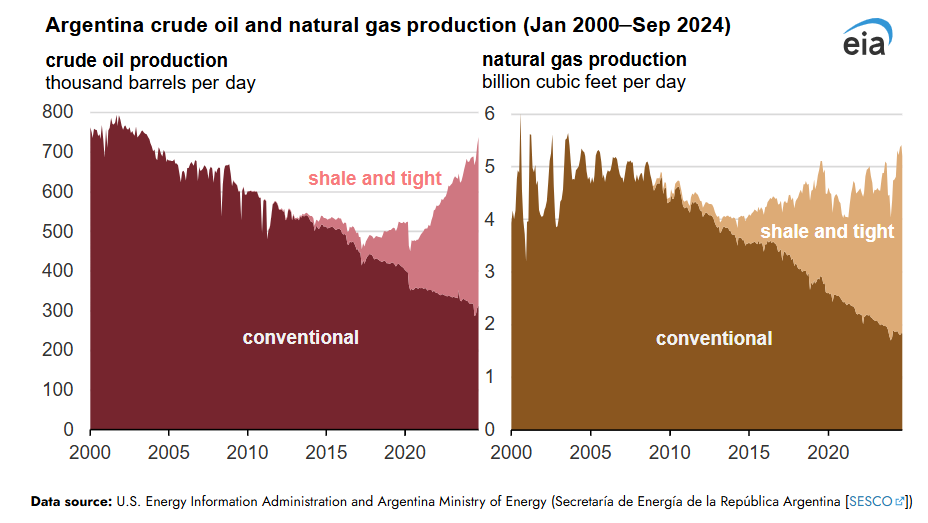 Argentina crude oil and natural gas production (Jan 2000–Sep 2024)
eia
crude oil production
thousand barrels per day
800
700
600
500
400
300
200
100
0
2000 2005 2010 2015 2020
shale and tight
conventional
natural gas production
billion cubic feet per day
6
5
4
3
2
1
0
2000 2005 2010 2015 2020
shale and tight
conventional
Data source: U.S. Energy Information Administration and Argentina Ministry of Energy (Secretaría de Energía de la República Argentina [SESCO])